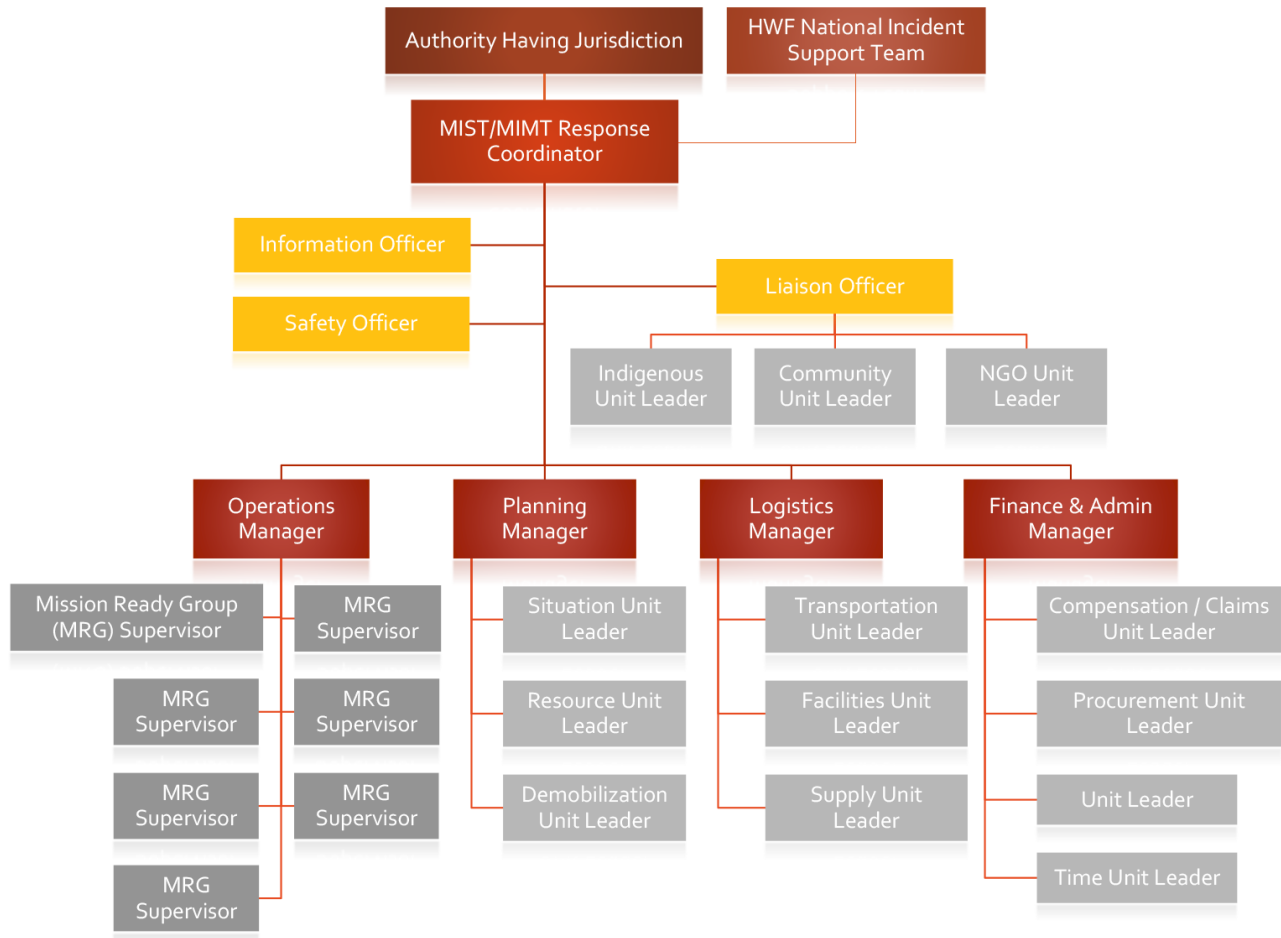 Authority Having Jurisdiction
HWF National Incident
Support Team
MIST/MIMT Response
Coordinator
Information Officer
Liaison Officer
Safety Officer
Indigenous
Unit Leader
Community
Unit Leader
NGO Unit
Leader
Operations
Manager
Planning
Manager
Logistics
Manager
Finance & Admin
Manager
Mission Ready Group
(MRG) Supervisor
MRG
Supervisor
MRG
Supervisor
MRG
Supervisor
MRG
Supervisor
MRG
Supervisor
MRG
Supervisor
Situation Unit
Leader
Resource Unit
Leader
Demobilization
Unit Leader
Transportation
Unit Leader
Facilities Unit
Leader
Supply Unit
Leader
Compensation / Claims
Unit Leader
Procurement Unit
Leader
Unit Leader
Time Unit Leader